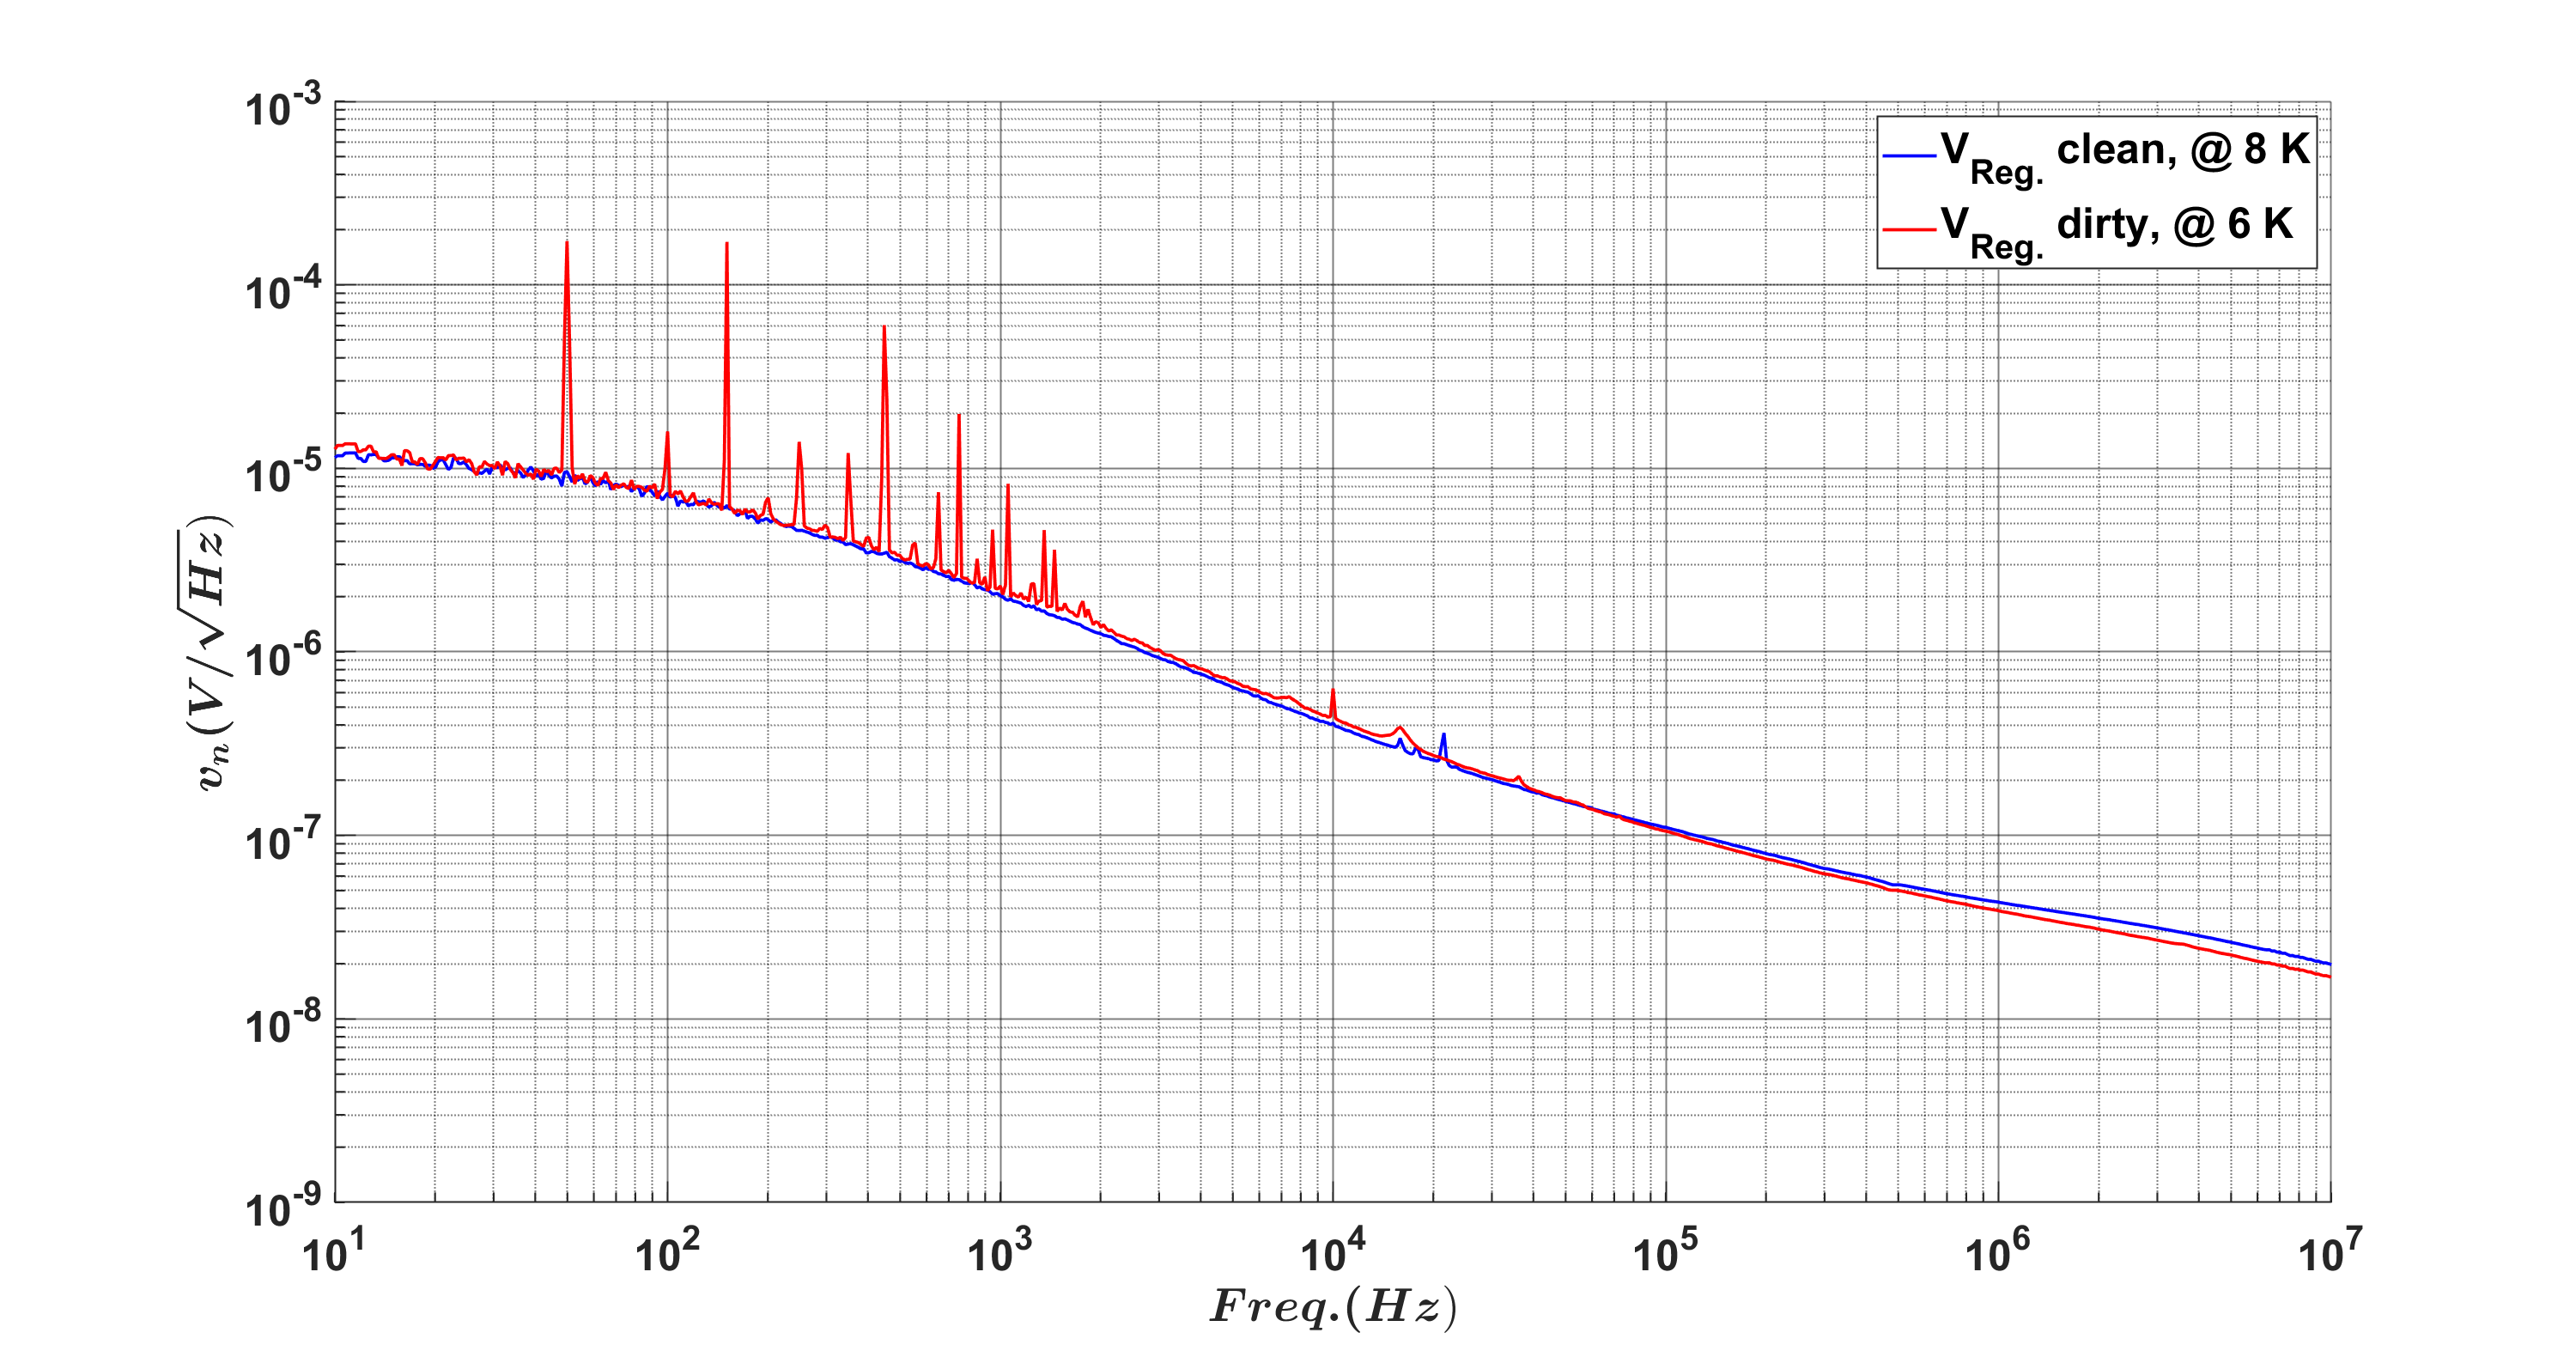 10^-3
10^-4
10^-5
10^-6
10^-7
10^-8
10^-9
v_n(V/√Hz)
V_Reg. clean, @ 8 K
V_Reg. dirty, @ 6 K
10^1 10^2 10^3 10^4 10^5 10^6 10^7
Freq.(Hz)